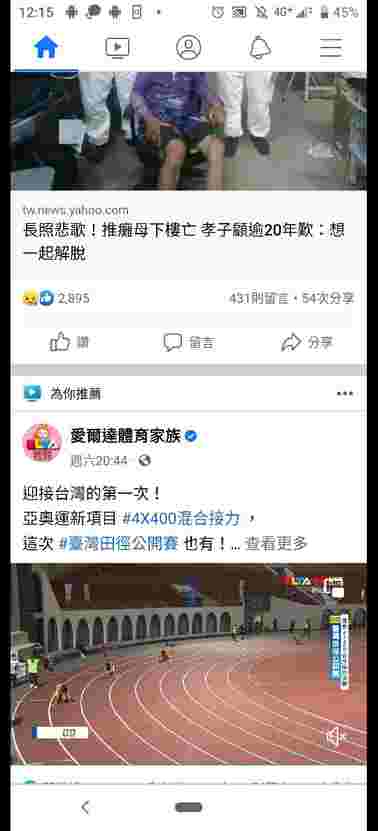 12:15
4G+
45%
tw.news.yahoo.com
長照悲歌！推癱母下樓亡 孝子顧逾20年歎：想
一起解脫
2,895
431則留言・54次分享
讚
留言
分享
為你推薦
愛爾達體育家族
週六20:44
迎接台灣的第一次！
亞奧運新項目 #4X400混合接力 ，
這次 #臺灣田徑公開賽 也有！... 查看更多